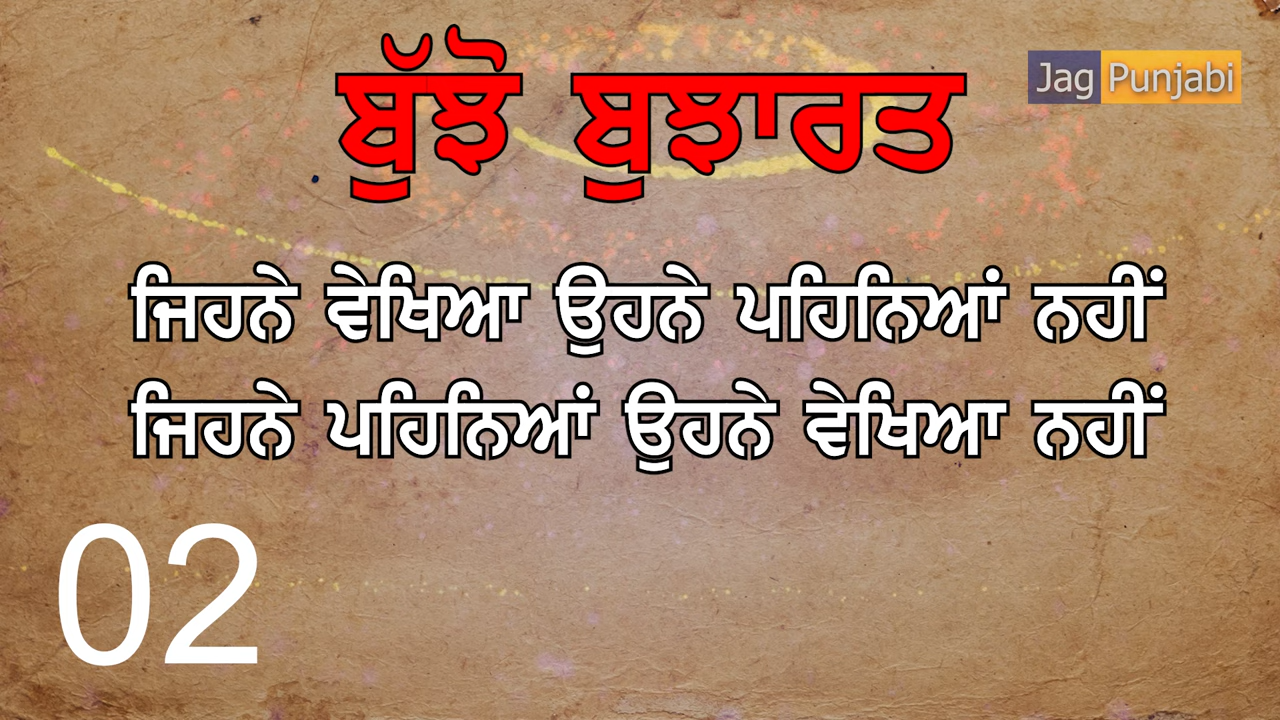 ਬੁੱਝੋ ਬੁਝਾਰਤ
Jag Punjabi
ਜਿਹਨੇ ਵੇਖਿਆ ਉਹਨੇ ਪਹਿਨਿਆਂ ਨਹੀਂ
ਜਿਹਨੇ ਪਹਿਨਿਆਂ ਉਹਨੇ ਵੇਖਿਆ ਨਹੀਂ
02